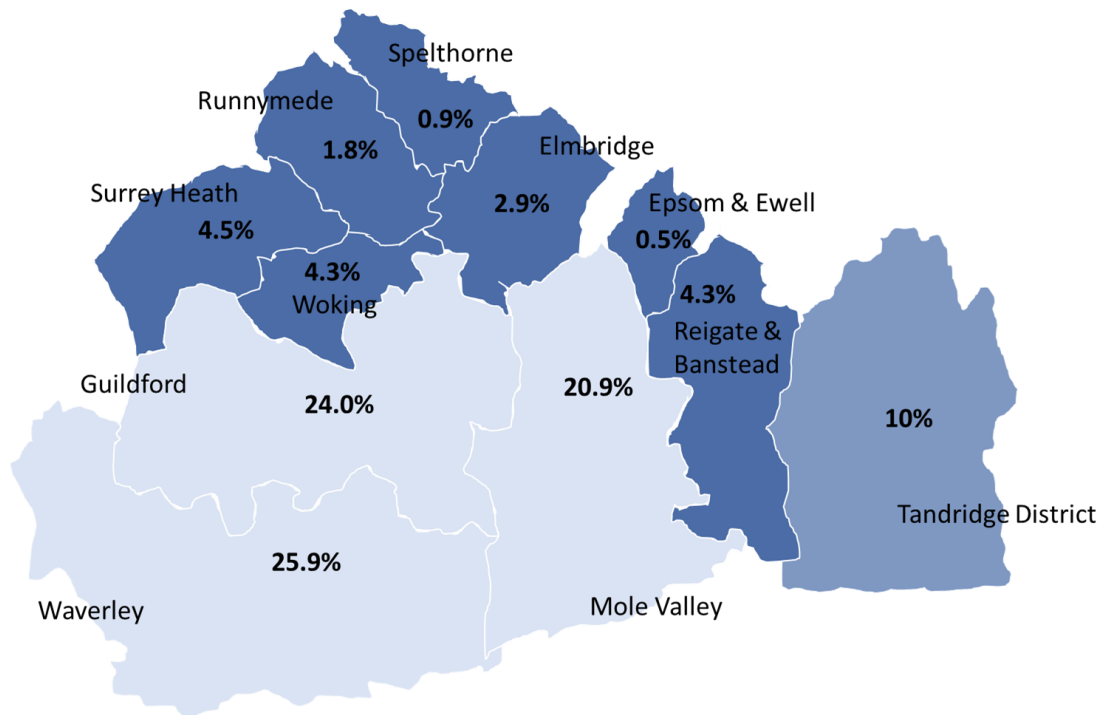 Spelthorne
0.9%
Runnymede
1.8%
Elmbridge
2.9%
Surrey Heath
4.5%
Epsom & Ewell
0.5%
4.3%
Woking
4.3%
Reigate &
Banstead
Guildford
24.0%
20.9%
10%
Tandridge District
25.9%
Waverley
Mole Valley